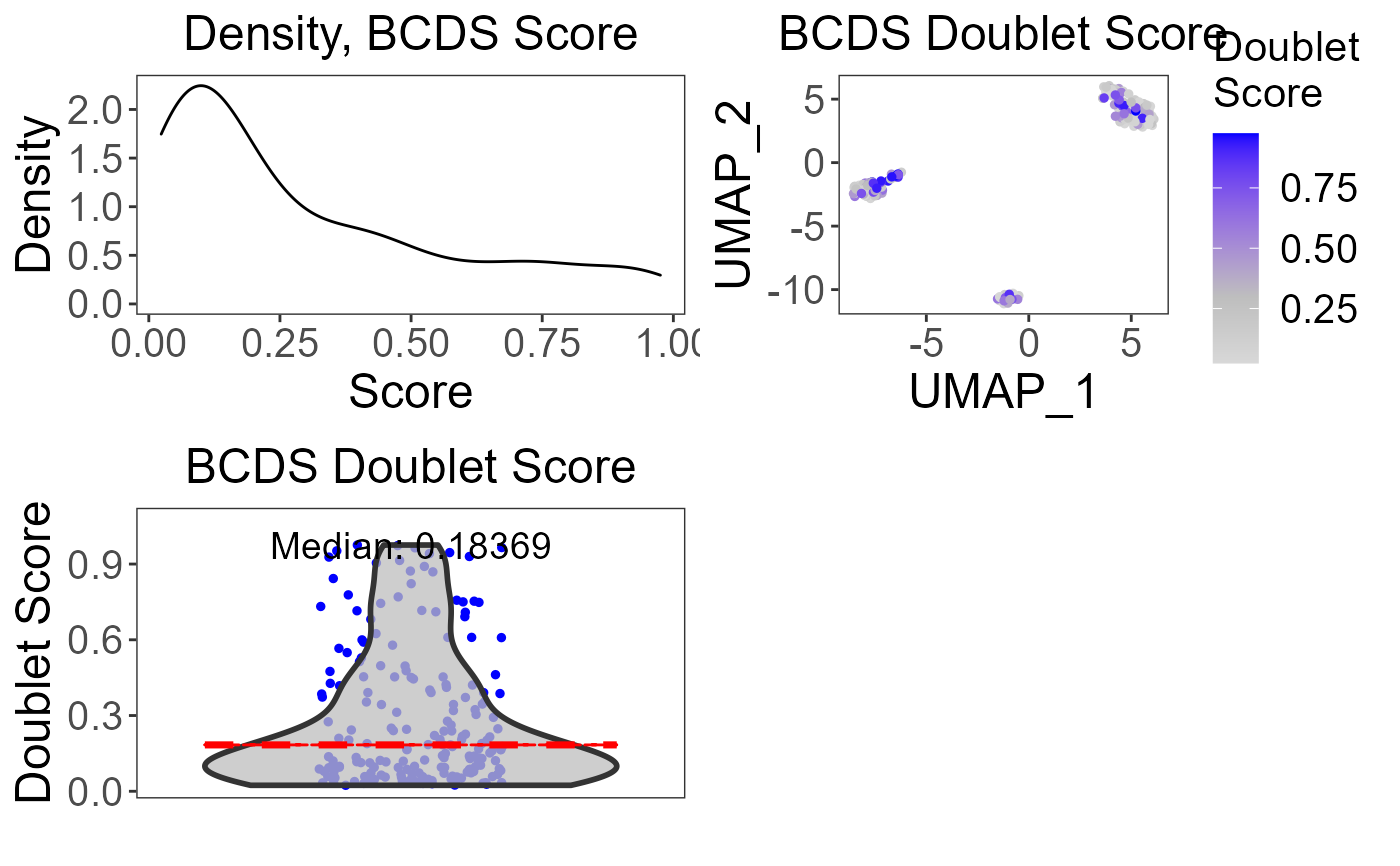 Density, BCDS Score
Density
2.0
1.5
1.0
0.5
0.0
0.00 0.25 0.50 0.75 1.00
Score
BCDS Doublet Score
UMAP_2
5
0
-5
-10
-5 0 5
UMAP_1
Doublet
Score
0.75
0.50
0.25
BCDS Doublet Score
Doublet Score
Median: 0.18369
0.9
0.6
0.3
0.0